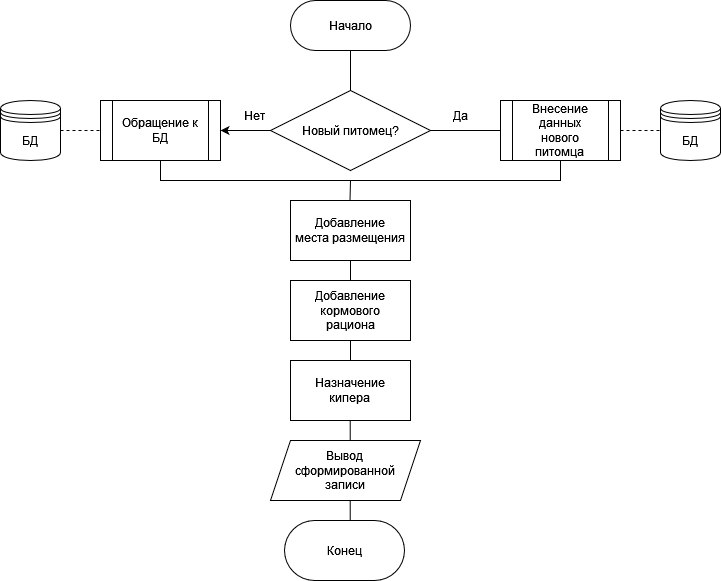 Начало
Нет
Новый питомец?
Да
БД
Обращение к
БД
Внесение
данных
нового
питомца
БД
Добавление
места размещения
Добавление
кормового
рациона
Назначение
кипера
Вывод
сформированной
записи
Конец